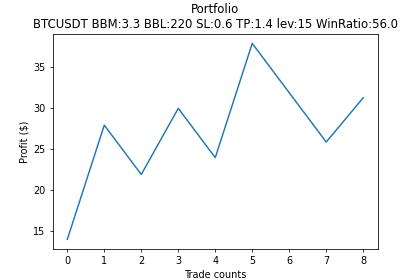 Portfolio
BTCUSDT BBM:3.3 BBL:220 SL:0.6 TP:1.4 lev:15 WinRatio:56.0
35
30
25
20
15
Profit ($)
0 1 2 3 4 5 6 7 8
Trade counts